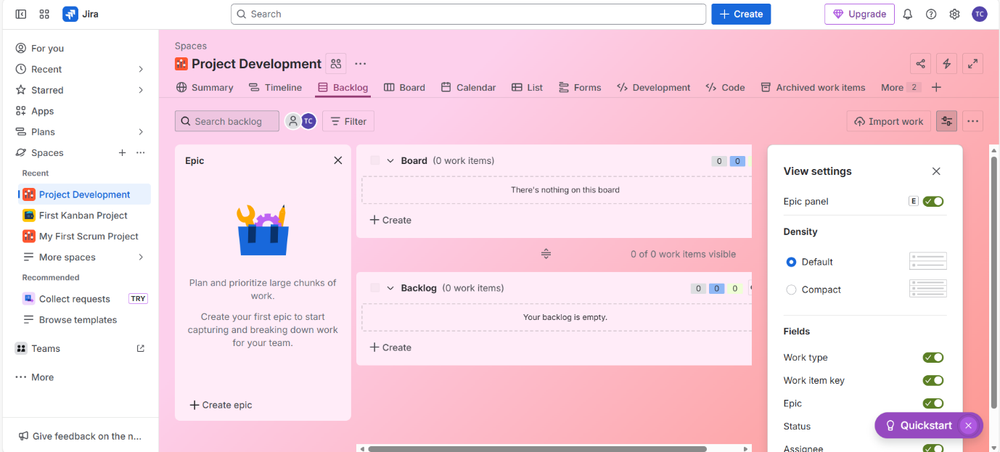 Jira
Search
Create
Upgrade
TC
For you
Recent
Starred
Apps
Plans
Spaces
Recent
Project Development
First Kanban Project
My First Scrum Project
More spaces
Recommended
Collect requests TRY
Browse templates
Teams
More
Give feedback on the n...
Spaces
Project Development
Summary Timeline Backlog Board Calendar List Forms Development Code Archived work items More 2
Search backlog TC Filter Import work
Epic
Plan and prioritize large chunks of
work.
Create your first epic to start
capturing and breaking down work
for your team.
Create epic
Board (0 work items) 0 0
There's nothing on this board
Create
0 of 0 work items visible
Backlog (0 work items) 0 0 0
Your backlog is empty.
Create
View settings
Epic panel E
Density
Default
Compact
Fields
Work type
Work item key
Epic
Status
Assignee
Quickstart